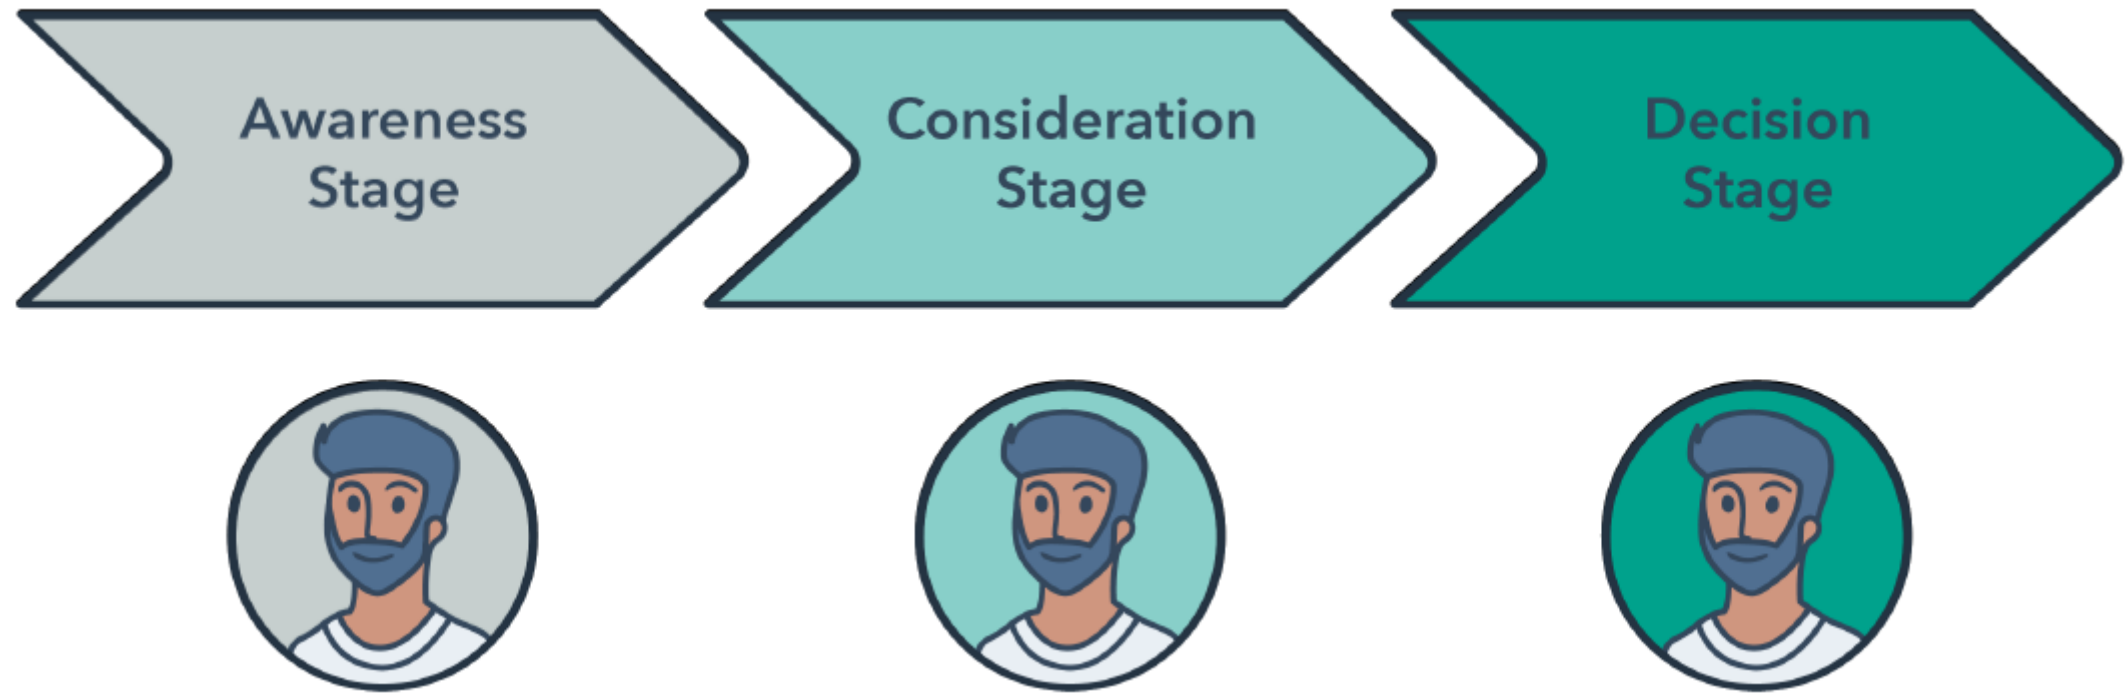 Awareness
Stage
Consideration
Stage
Decision
Stage